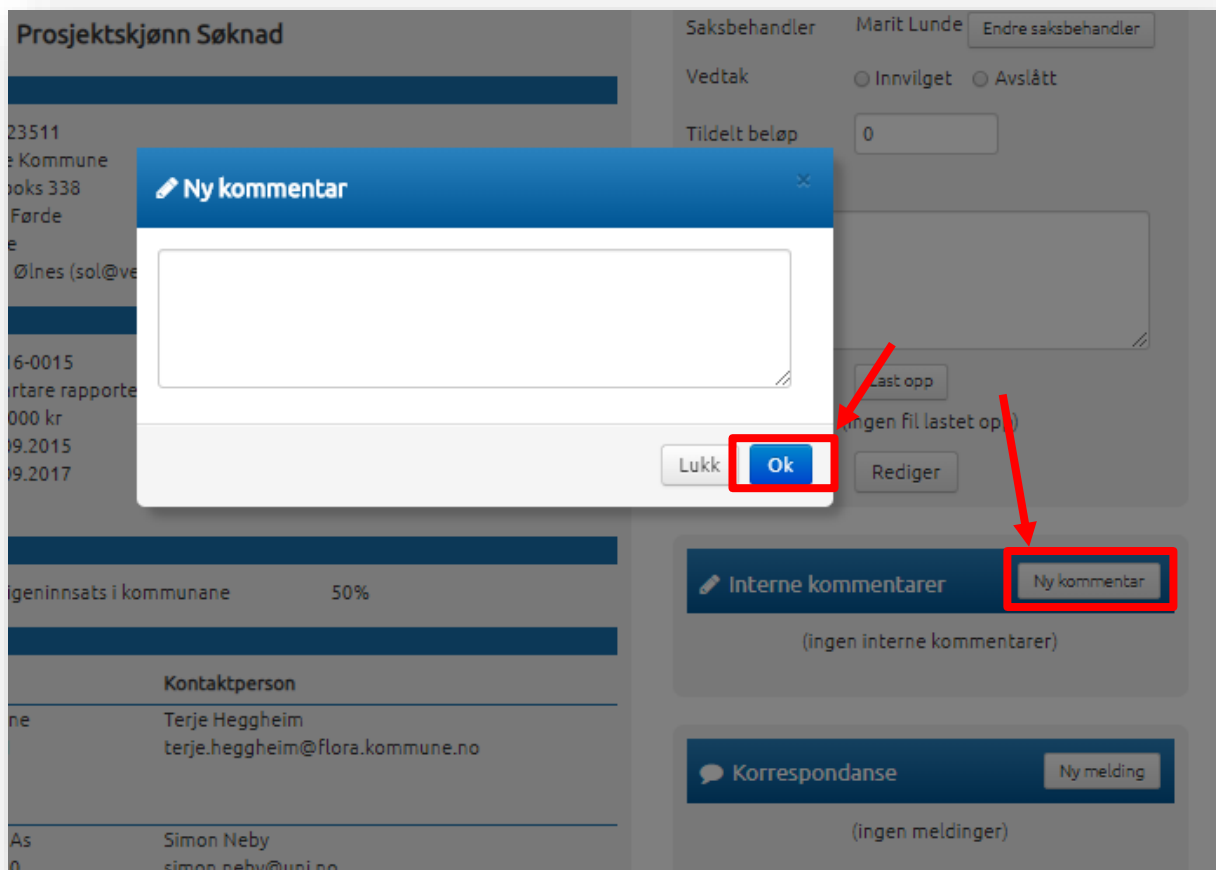 Prosjektskjønn Søknad
23511
Kommune
338
Førde
Ølnes (sol@ve
16-0015
rtare rapporte
000 kr
09.2015
09.2017
igeninnsats i kommunane 50%
Kontaktperson
ne Terje Heggheim
terje.heggheim@flora.kommune.no
As Simon Neby
simon.neby@uni.no
Ny kommentar
Lukk Ok
Saksbehandler Marit Lunde Endre saksbehandler
Vedtak Innvilget Avslått
Tildelt beløp 0
Last opp
(ingen fil lastet opp)
Rediger
Interne kommentarer Ny kommentar
(ingen interne kommentarer)
Korrespondanse Ny melding
(ingen meldinger)